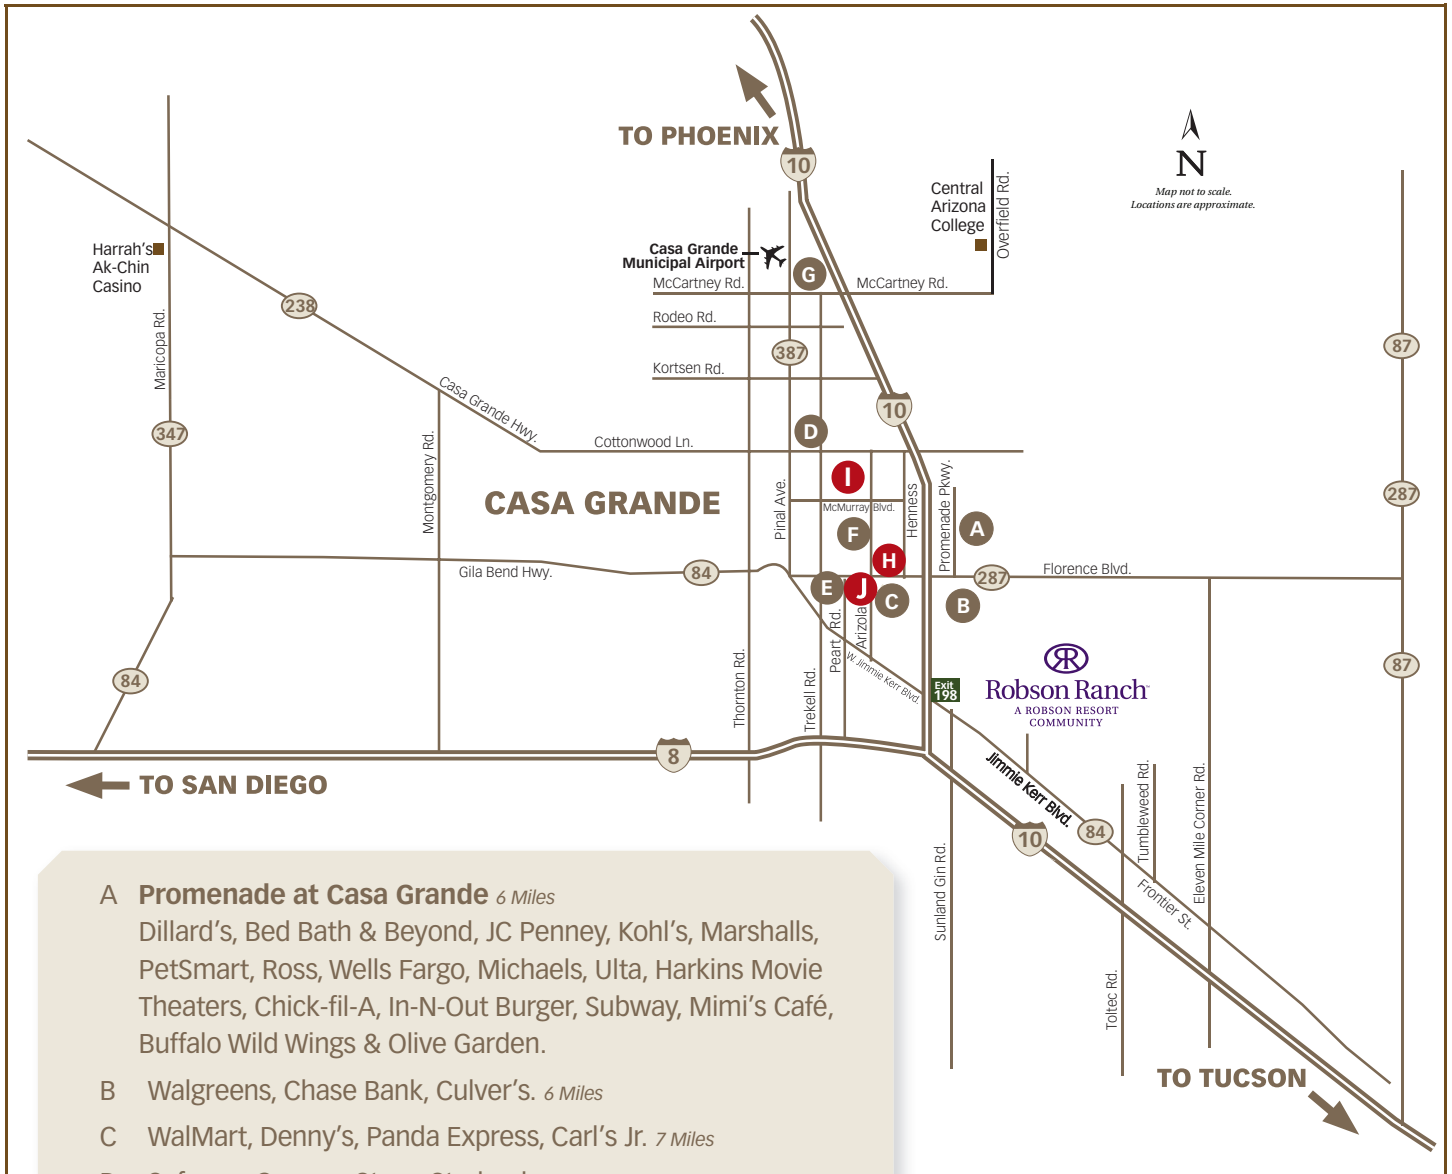 TO PHOENIX
10
N
Map not to scale.
Locations are approximate.
Central
Arizona
College
Overfield Rd.
Harrah's
Ak-Chin
Casino
Casa Grande
Municipal Airport
G
McCartney Rd.
McCartney Rd.
238
Maricopa Rd.
Rodeo Rd.
387
87
Kortsen Rd.
Casa Grande Hwy.
10
347
Montgomery Rd.
D
Cottonwood Ln.
I
CASA GRANDE
Pinal Ave.
McMurray Blvd.
Henness
Promenade Pkwy.
287
F
A
H
Gila Bend Hwy.
84
287
Florence Blvd.
E
J
C
B
Peart Rd.
Arizola
W. Jimmie Kerr Blvd.
84
Thornton Rd.
Trekell Rd.
Exit
198
RR
Robson Ranch
A ROBSON RESORT
COMMUNITY
87
8
TO SAN DIEGO
Jimmie Kerr Blvd.
10
84
Tumbleweed Rd.
Eleven Mile Corner Rd.
Sunland Gin Rd.
Frontier St.
Toltec Rd.
TO TUCSON
A Promenade at Casa Grande 6 Miles
Dillard's, Bed Bath & Beyond, JC Penney, Kohl's, Marshalls,
PetSmart, Ross, Wells Fargo, Michaels, Ulta, Harkins Movie
Theaters, Chick-fil-A, In-N-Out Burger, Subway, Mimi's Café,
Buffalo Wild Wings & Olive Garden.
B Walgreens, Chase Bank, Culver's. 6 Miles
C WalMart, Denny's, Panda Express, Carl's Jr. 7 Miles